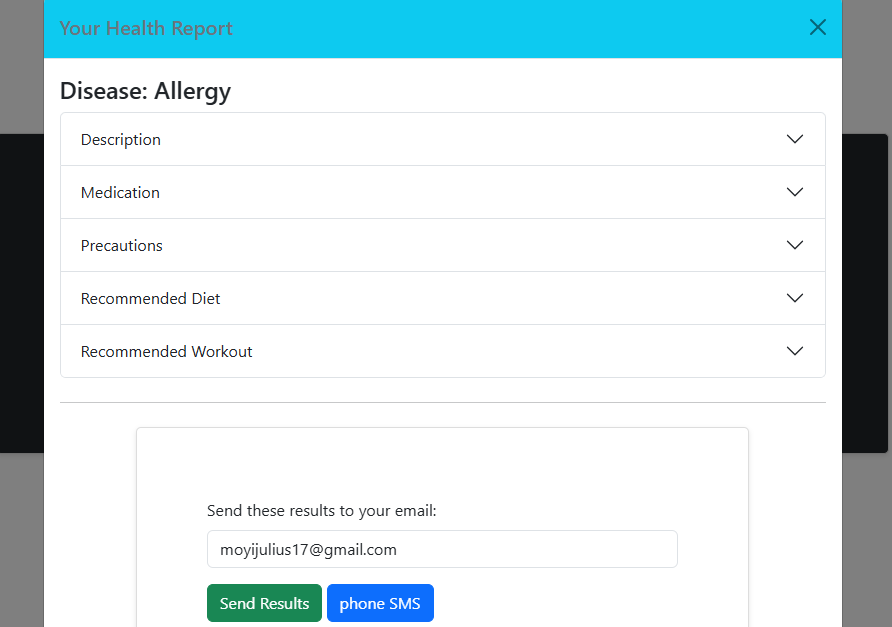 Your Health Report
Disease: Allergy
Description
Medication
Precautions
Recommended Diet
Recommended Workout
Send these results to your email:
moyijulius17@gmail.com
Send Results phone SMS